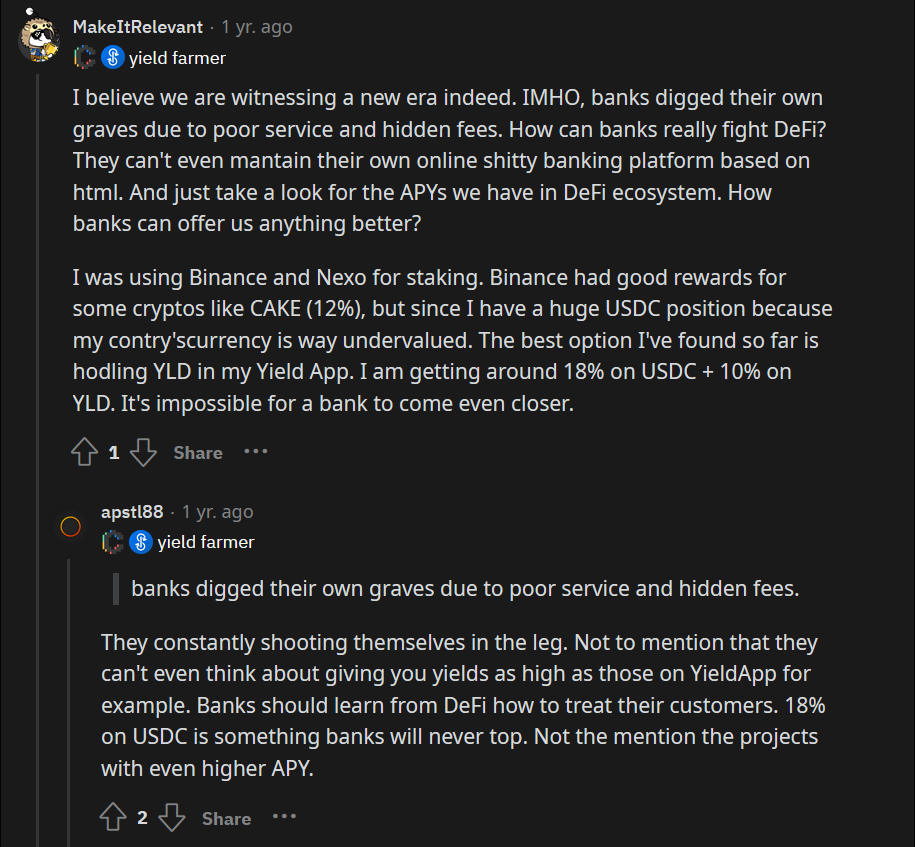 MakeItRelevant · 1 yr. ago
yield farmer
I believe we are witnessing a new era indeed. IMHO, banks digged their own
graves due to poor service and hidden fees. How can banks really fight DeFi?
They can't even mantain their own online shitty banking platform based on
html. And just take a look for the APYs we have in DeFi ecosystem. How
banks can offer us anything better?
I was using Binance and Nexo for staking. Binance had good rewards for
some cryptos like CAKE (12%), but since I have a huge USDC position because
my contry'scurrency is way undervalued. The best option I've found so far is
hodling YLD in my Yield App. I am getting around 18% on USDC + 10% on
YLD. It's impossible for a bank to come even closer.
1 Share ···
apstl88 · 1 yr. ago
yield farmer
banks digged their own graves due to poor service and hidden fees.
They constantly shooting themselves in the leg. Not to mention that they
can't even think about giving you yields as high as those on YieldApp for
example. Banks should learn from DeFi how to treat their customers. 18%
on USDC is something banks will never top. Not the mention the projects
with even higher APY.
2 Share ···